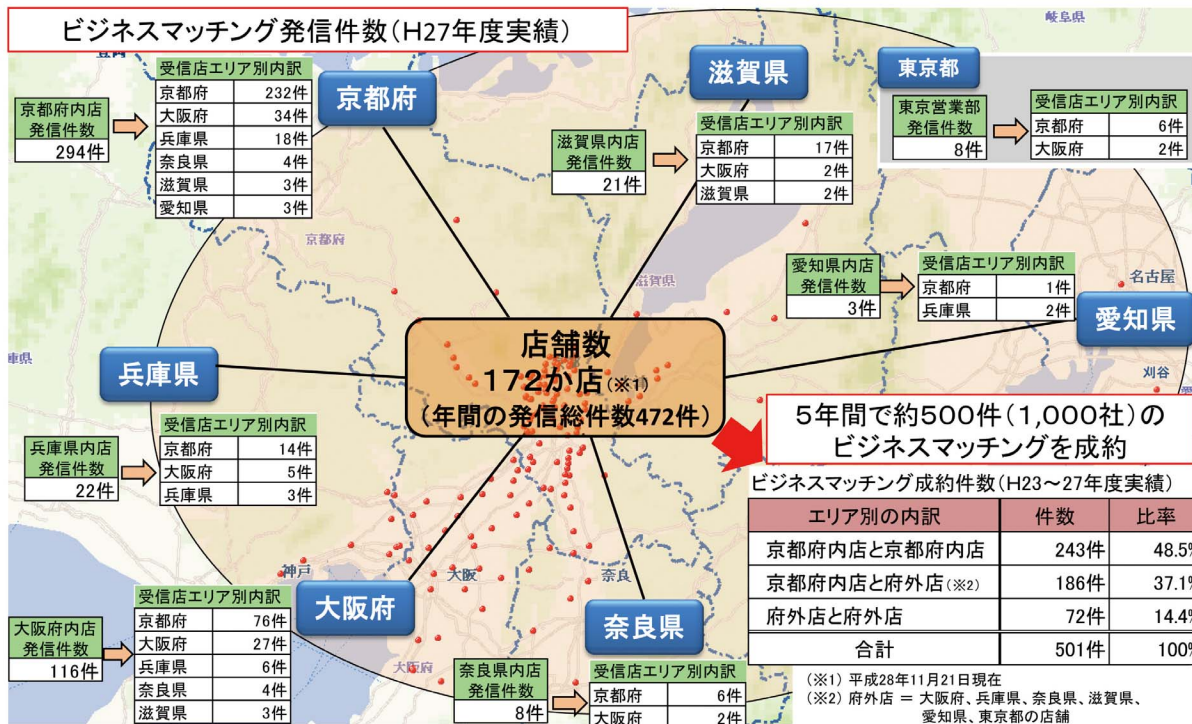 ビジネスマッチング発信件数(H27年度実績)
岐阜県
京都府内店
発信件数
294件
受信店エリア別内訳
京都府 232件
大阪府 34件
兵庫県 18件
奈良県 4件
滋賀県 3件
愛知県 3件
京都府
滋賀県
滋賀県内店
発信件数
21件
受信店エリア別内訳
京都府 17件
大阪府 2件
滋賀県 2件
東京都
東京営業部
発信件数
8件
受信店エリア別内訳
京都府 6件
大阪府 2件
京都府
滋賀県
愛知県内店
発信件数
3件
受信店エリア別内訳
京都府 1件
兵庫県 2件
名古屋
愛知県
刈谷
庫県
兵庫県
店舗数
172か店(※1)
(年間の発信総件数472件)
兵庫県内店
発信件数
22件
受信店エリア別内訳
京都府 14件
大阪府 5件
兵庫県 3件
5年間で約500件(1,000社)の
ビジネスマッチングを成約
ビジネスマッチング成約件数(H23~27年度実績)
エリア別の内訳 件数 比率
京都府内店と京都府内店 243件 48.5%
京都府内店と府外店(※2) 186件 37.1%
府外店と府外店 72件 14.4%
合計 501件 100%
神戸
大阪
奈良
大阪府
奈良県
大阪府内店
発信件数
116件
受信店エリア別内訳
京都府 76件
大阪府 27件
兵庫県 6件
奈良県 4件
滋賀県 3件
大阪府
奈良県内店
発信件数
8件
受信店エリア別内訳
京都府 6件
大阪府 2件
(※1) 平成28年11月21日現在
(※2) 府外店 = 大阪府、兵庫県、奈良県、滋賀県、
愛知県、東京都の店舗